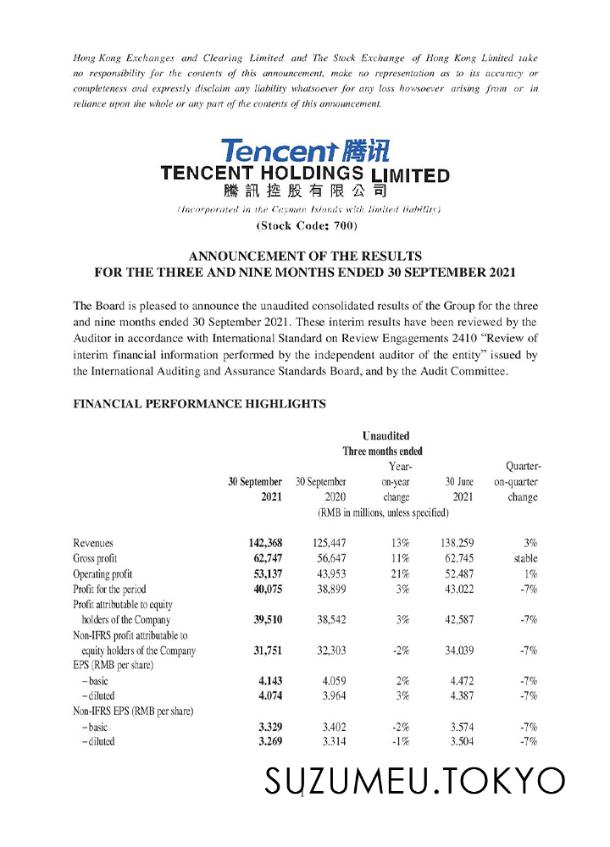 Hong Kong Exchanges and Clearing Limited and The Stock Exchange of Hong Kong Limited take
no responsibility for the contents of this announcement, make no representation as to its accuracy or
completeness and expressly disclaim any liability whatsoever for any loss howsoever arising from or in
reliance upon the whole or any part of the contents of this announcement.
Tencent 腾讯
TENCENT HOLDINGS LIMITED
騰訊控股有限公司
(Incorporated in the Cayman Islands with limited liability)
(Stock Code: 700)
ANNOUNCEMENT OF THE RESULTS
FOR THE THREE AND NINE MONTHS ENDED 30 SEPTEMBER 2021
The Board is pleased to announce the unaudited consolidated results of the Group for the three
and nine months ended 30 September 2021. These interim results have been reviewed by the
Auditor in accordance with International Standard on Review Engagements 2410 “Review of
interim financial information performed by the independent auditor of the entity” issued by
the International Auditing and Assurance Standards Board, and by the Audit Committee.
FINANCIAL PERFORMANCE HIGHLIGHTS
Unaudited
Three months ended
Year- Quarter-
30 September 30 September on-year 30 June on-quarter
2021 2020 change 2021 change
(RMB in millions, unless specified)
Revenues 142,368 125,447 13% 138.259 3%
Gross profit 62,747 56,647 11% 62.745 stable
Operating profit 53,137 43,953 21% 52.487 1%
Profit for the period 40,075 38,899 3% 43.022 -7%
Profit attributable to equity
holders of the Company 39,510 38,542 3% 42,587 -7%
Non-IFRS profit attributable to
equity holders of the Company 31,751 32,303 -2% 34.039 -7%
EPS (RMB per share)
– basic 4.143 4.059 2% 4.472 -7%
– diluted 4.074 3.964 3% 4.387 -7%
Non-IFRS EPS (RMB per share)
– basic 3.329 3.402 -2% 3.574 -7%
– diluted 3.269 3.314 -1% 3.504 -7%
SUZUMEU.TOKYO